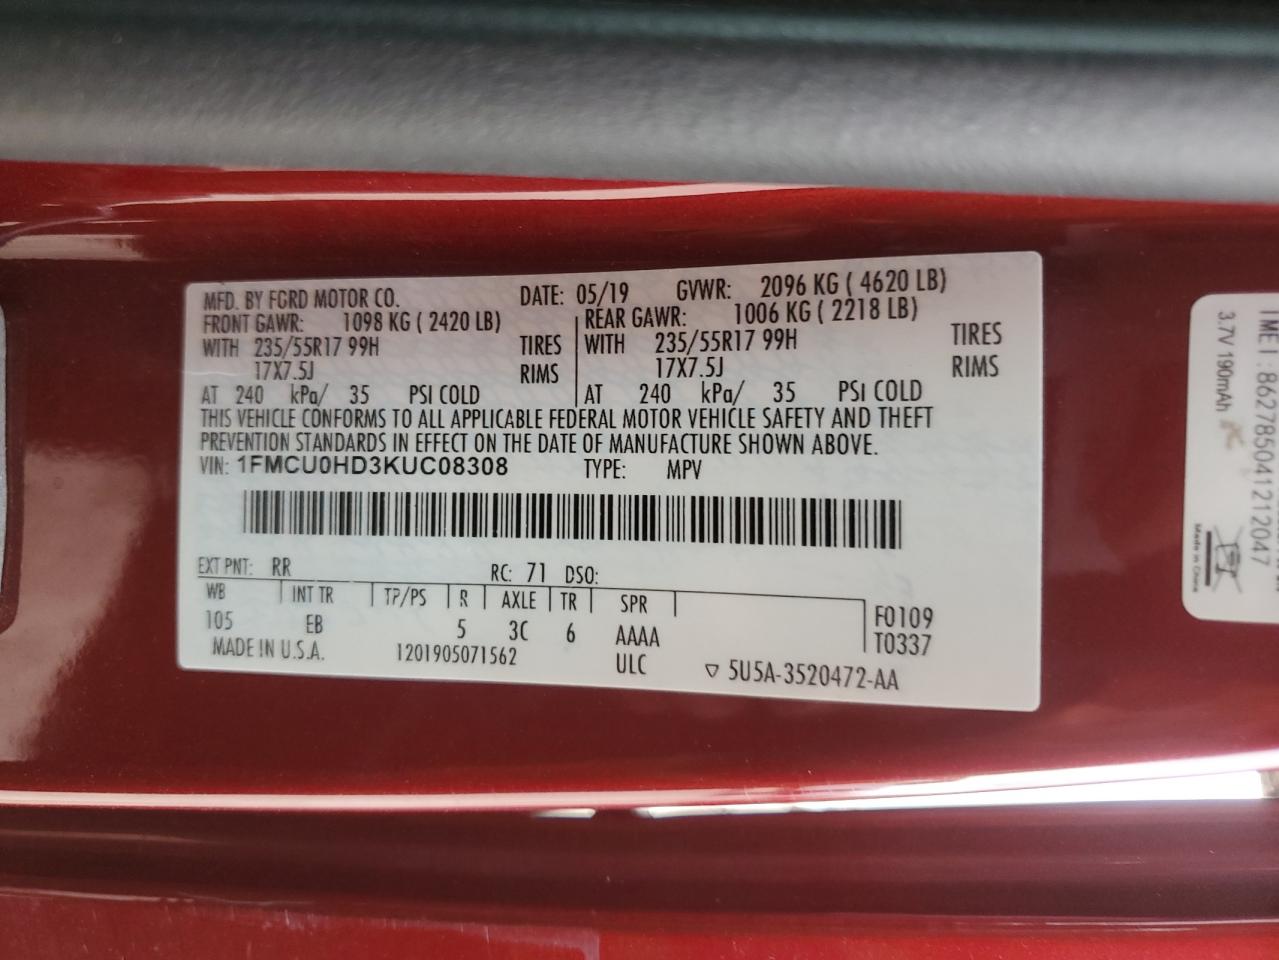 MFD. BY FORD MOTOR CO. DATE: 05/19 GVWR: 2096 KG ( 4620 LB)
FRONT GAWR: 1098 KG ( 2420 LB) REAR GAWR: 1006 KG ( 2218 LB)
WITH 235/55R17 99H TIRES WITH 235/55R17 99H TIRES
17X7.5J RIMS 17X7.5J RIMS
AT 240 kPa/ 35 PSI COLD AT 240 kPa/ 35 PSI COLD
THIS VEHICLE CONFORMS TO ALL APPLICABLE FEDERAL MOTOR VEHICLE SAFETY AND THEFT
PREVENTION STANDARDS IN EFFECT ON THE DATE OF MANUFACTURE SHOWN ABOVE.
VIN: 1FMCU0HD3KUC08308 TYPE: MPV
EXT PNT: RR RC: 71 DSO:
WB INT TR TP/PS R AXLE TR SPR
105 EB 5 3C 6 AAAA
F0109
T0337
MADE IN U.S.A. 1201905071562 ULC 5U5A-3520472-AA
:862785041212047
3.7V 190mAh
Made in China